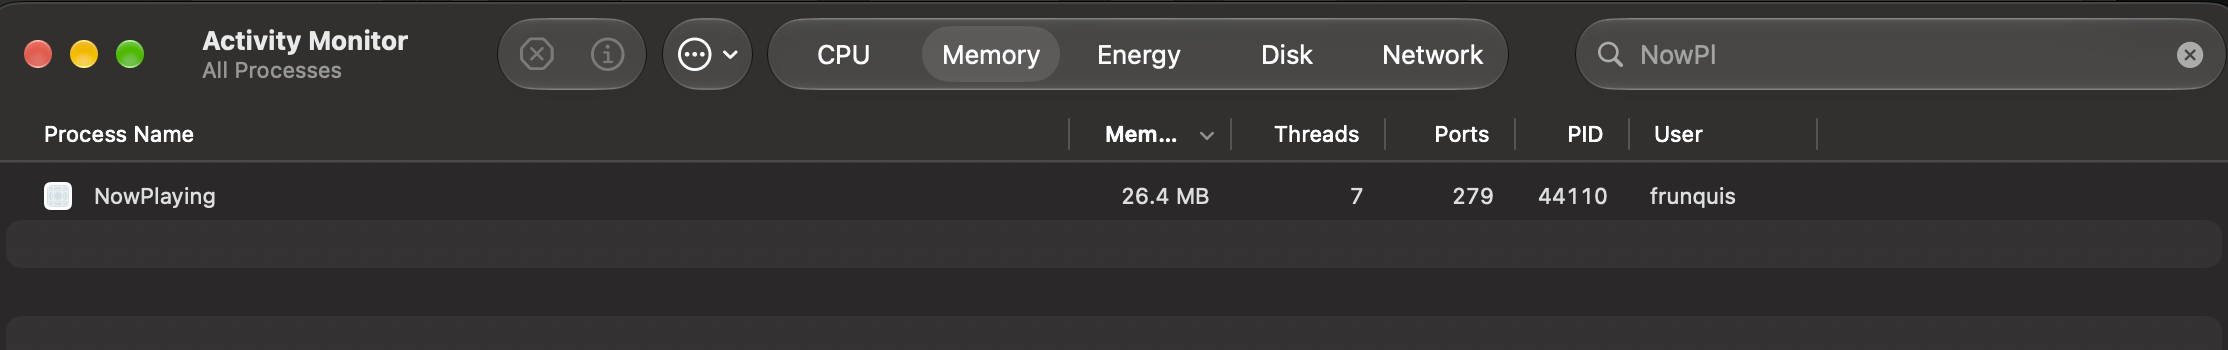 Activity Monitor
All Processes
CPU Memory Energy Disk Network
NowPl
Process Name Mem... Threads Ports PID User
NowPlaying 26.4 MB 7 279 44110 frunquis